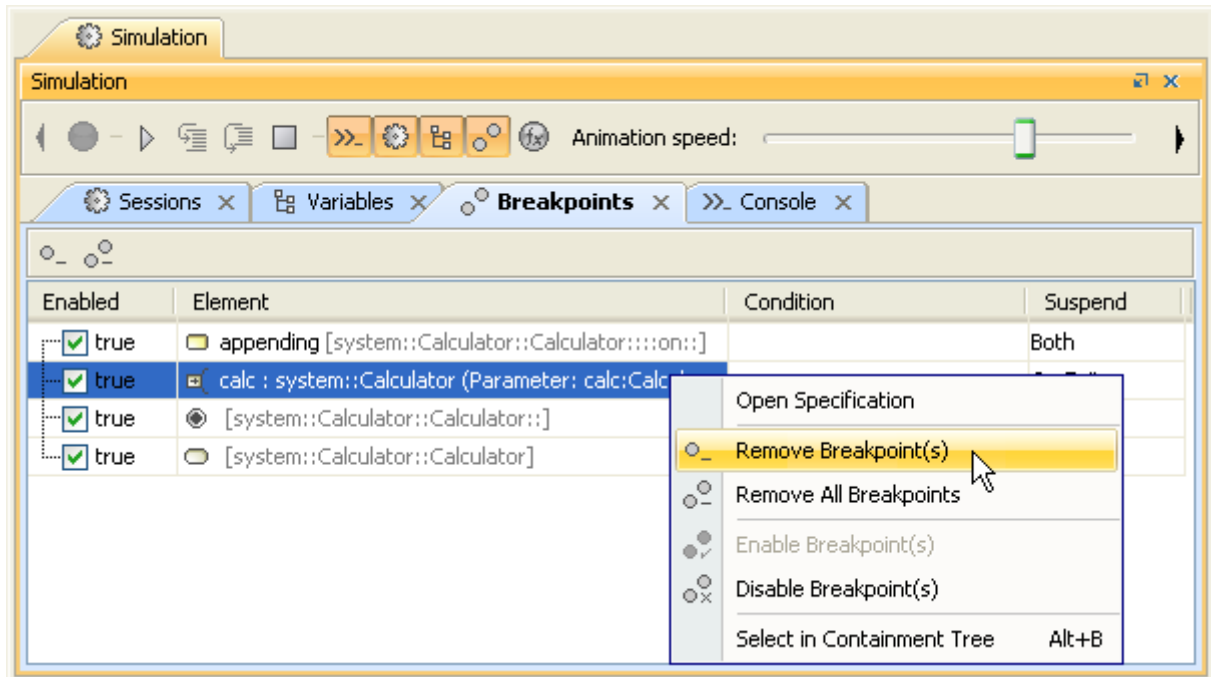 Simulation
Simulation
Animation speed:
Sessions Variables Breakpoints Console
Enabled Element Condition Suspend
true appending [system::Calculator::Calculator::::on::] Both
true calc : system::Calculator (Parameter: calc:Calc
true [system::Calculator::Calculator::]
true [system::Calculator::Calculator]
Open Specification
Remove Breakpoint(s)
Remove All Breakpoints
Enable Breakpoint(s)
Disable Breakpoint(s)
Select in Containment Tree Alt+B